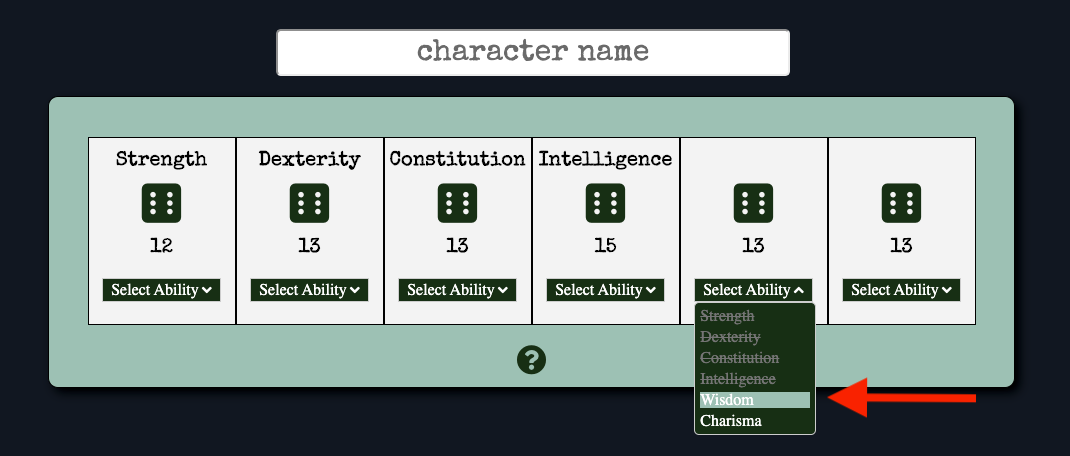 character name
Strength Dexterity Constitution Intelligence
12 13 13 15 13 13
Select Ability Select Ability Select Ability Select Ability Select Ability Select Ability
Strength
Dexterity
Constitution
Intelligence
?
Wisdom
Charisma